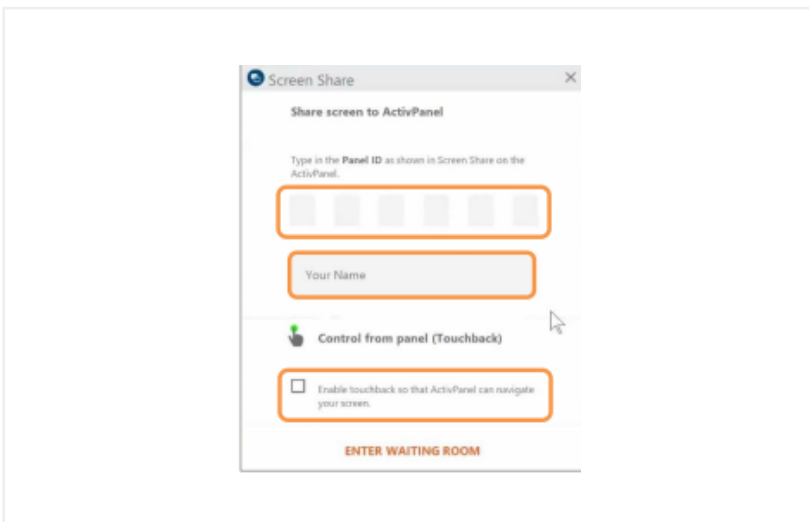 Screen Share
Share screen to ActivPanel
Type in the Panel ID as shown in Screen Share on the
ActivPanel.
Your Name
Control from panel (Touchback)
Enable touchback so that ActivPanel can navigate
your screen.
ENTER WAITING ROOM